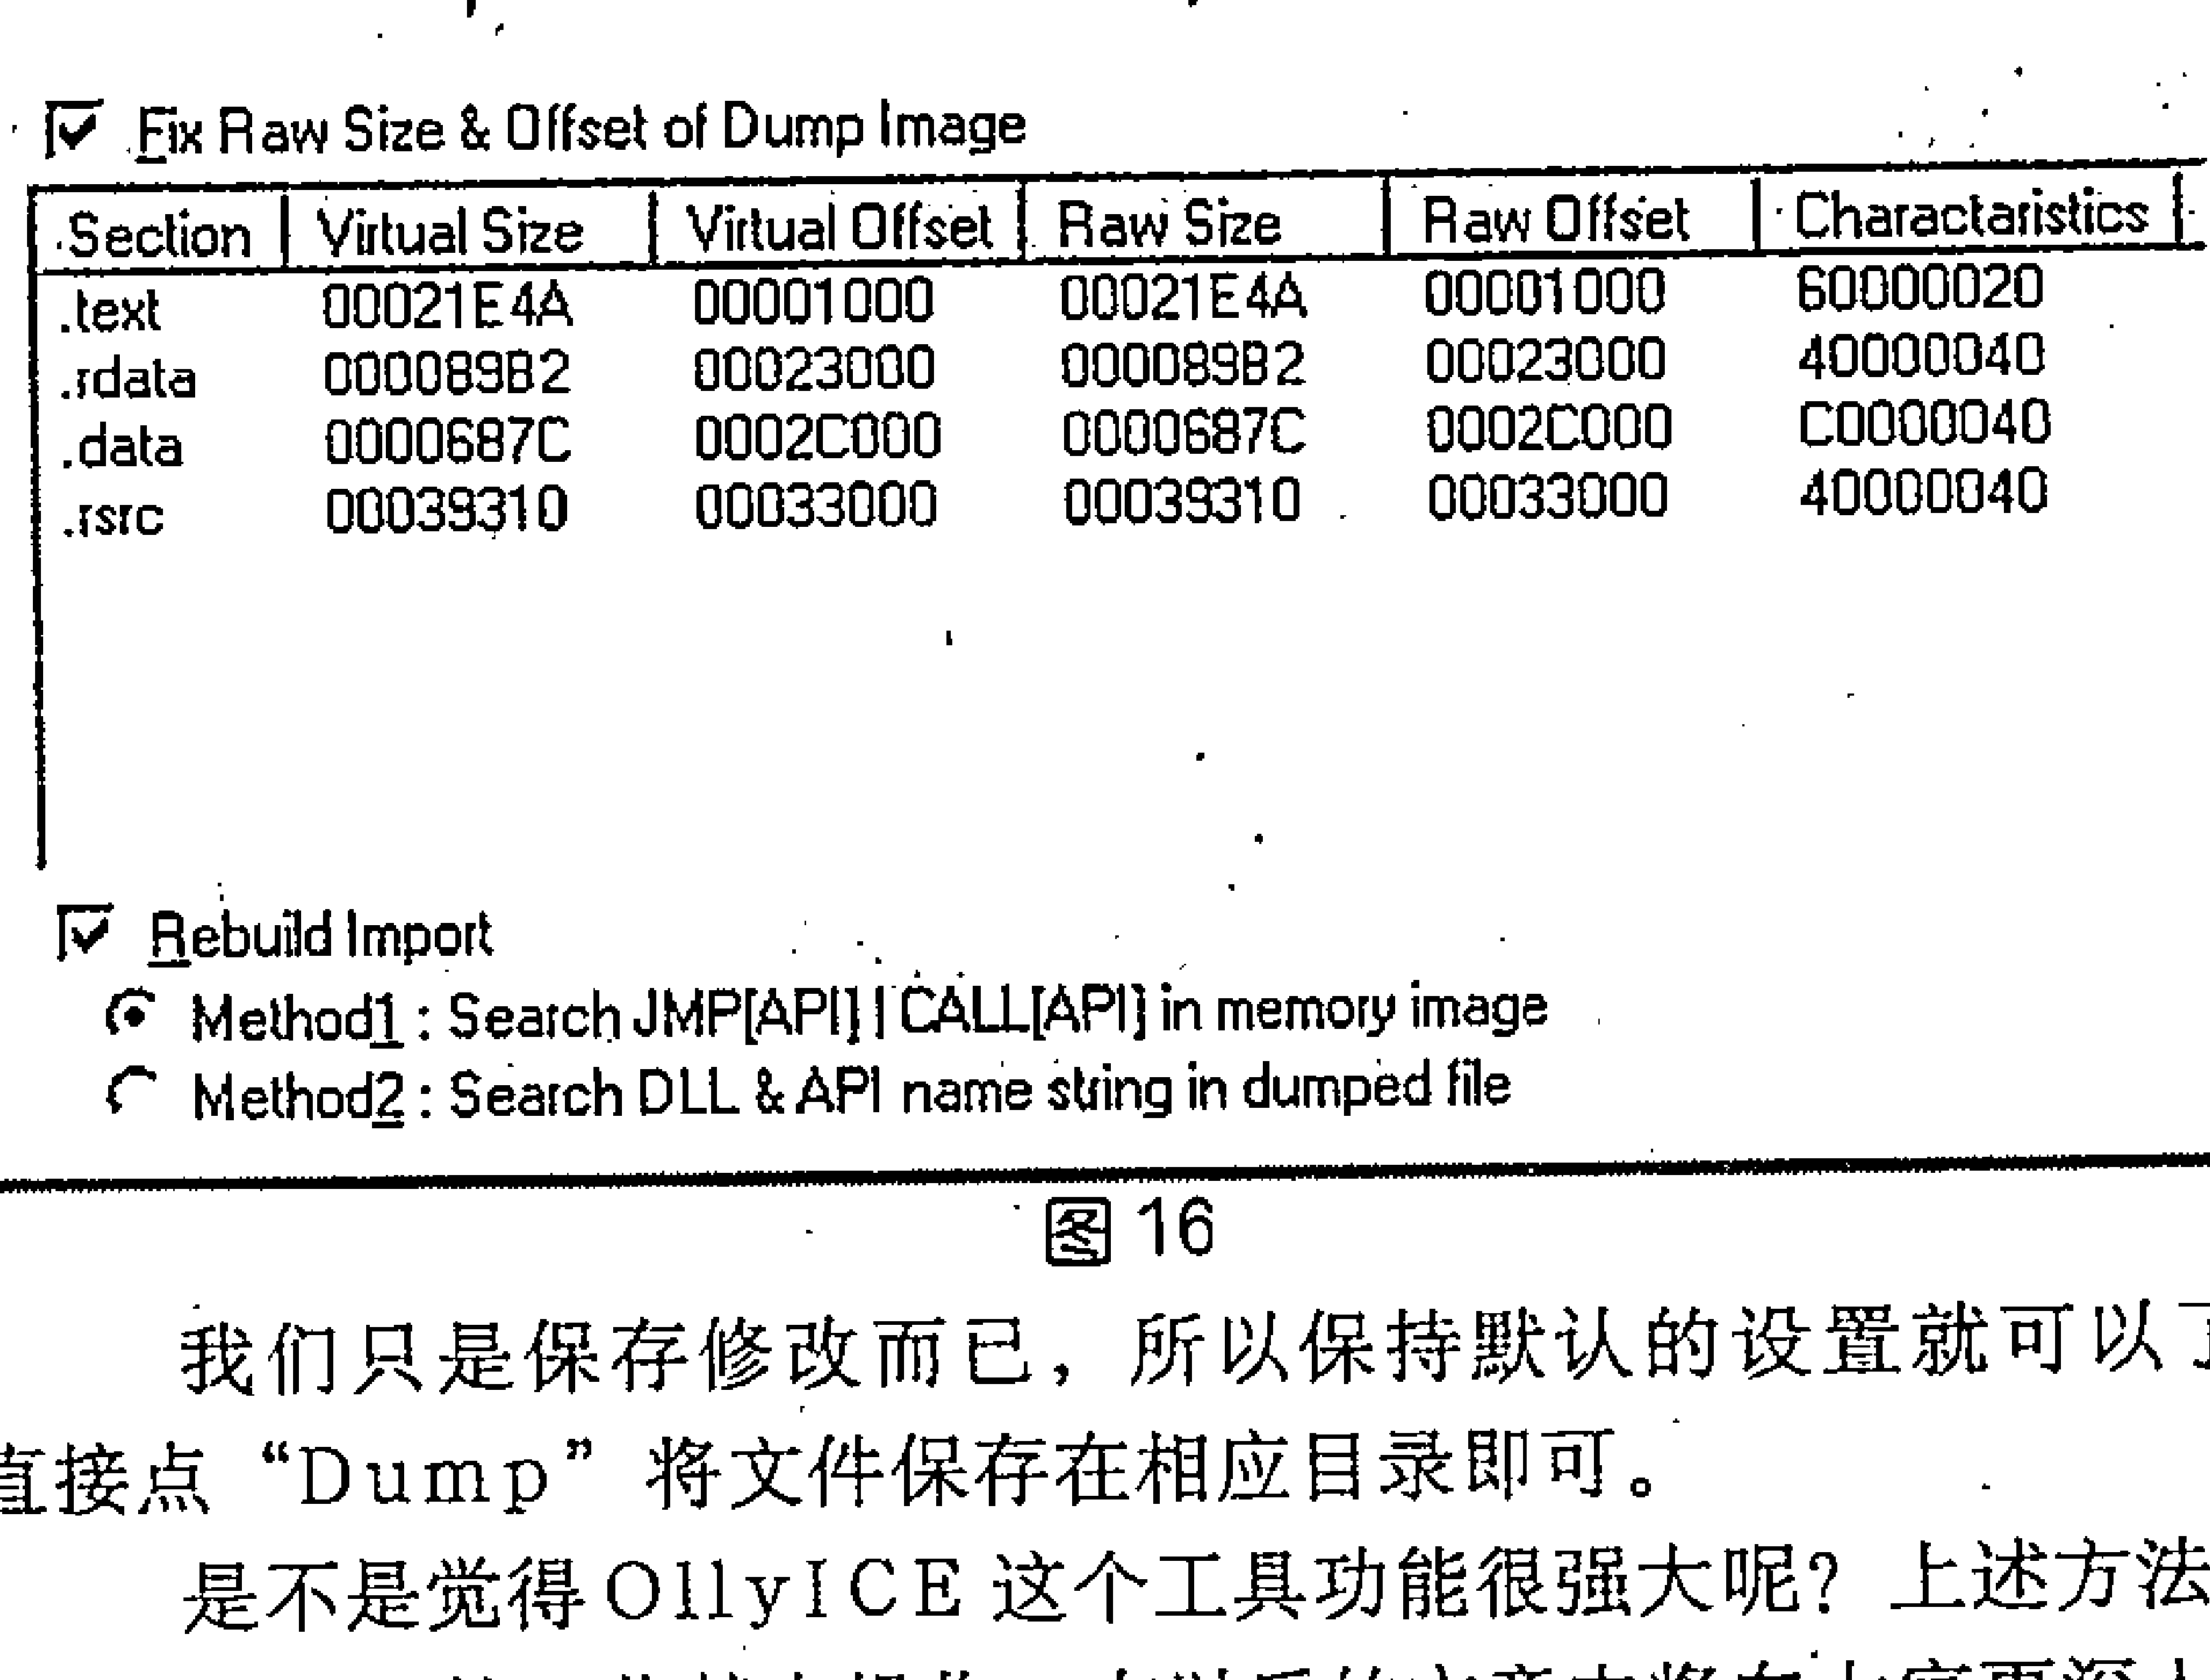 Fix Raw Size & Offset of Dump Image
Section Virtual Size Virtual Offset Raw Size Raw Offset Charactaristics
.text 00021E4A 00001000 00021E4A 00001000 60000020
.rdata 000089B2 00023000 000089B2 00023000 40000040
.data 0000687C 0002C000 0000687C 0002C000 C0000040
.rsrc 00039310 00033000 00039310 00033000 40000040
Rebuild Import
Method1 : Search JMP[API] | CALL[API] in memory image
Method2 : Search DLL & API name string in dumped file
图 16
我们只是保存修改而已，所以保持默认的设置就可以了
直接点“Dump”将文件保存在相应目录即可。
是不是觉得OllyICE这个工具功能很强大呢？上述方法